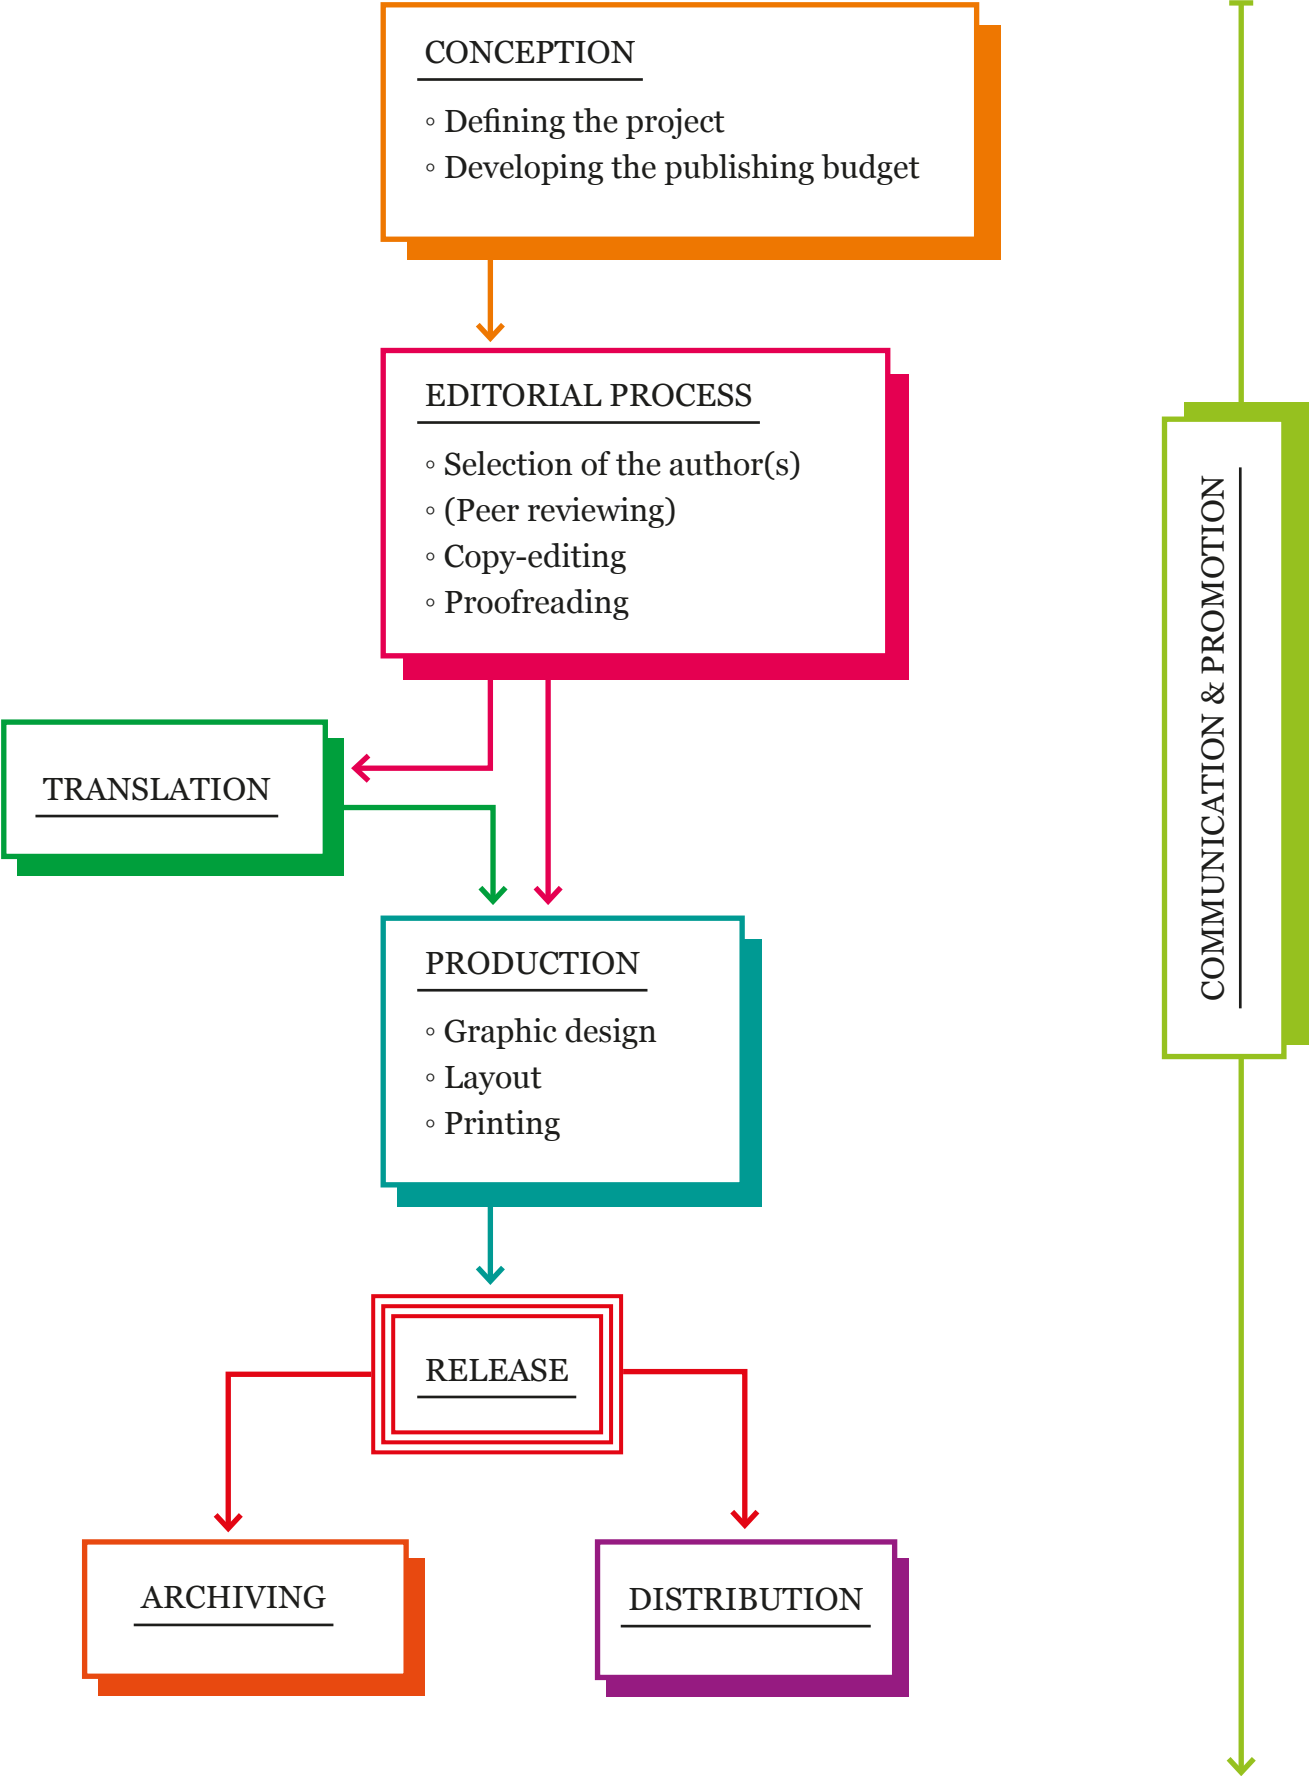 CONCEPTION
◦ Defining the project
◦ Developing the publishing budget
EDITORIAL PROCESS
◦ Selection of the author(s)
◦ (Peer reviewing)
◦ Copy-editing
◦ Proofreading
TRANSLATION
PRODUCTION
◦ Graphic design
◦ Layout
◦ Printing
RELEASE
ARCHIVING
DISTRIBUTION
COMMUNICATION & PROMOTION